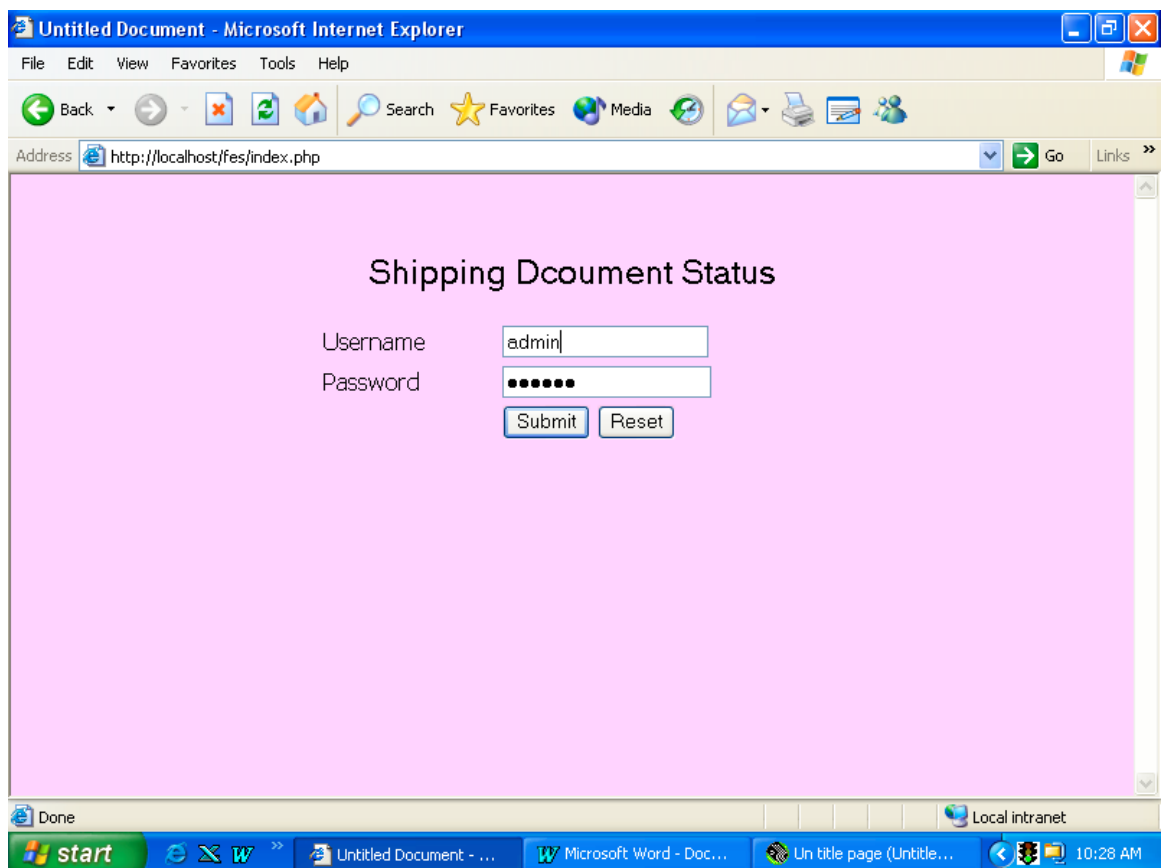 Untitled Document - Microsoft Internet Explorer
File Edit View Favorites Tools Help
Back Search Favorites Media
Address http://localhost/fes/index.php Go Links »
Shipping Dcoument Status
Username admin
Password ••••••
Submit Reset
Done Local intranet
start » Untitled Document - ... Microsoft Word - Doc... Un title page (Untitle... 10:28 AM